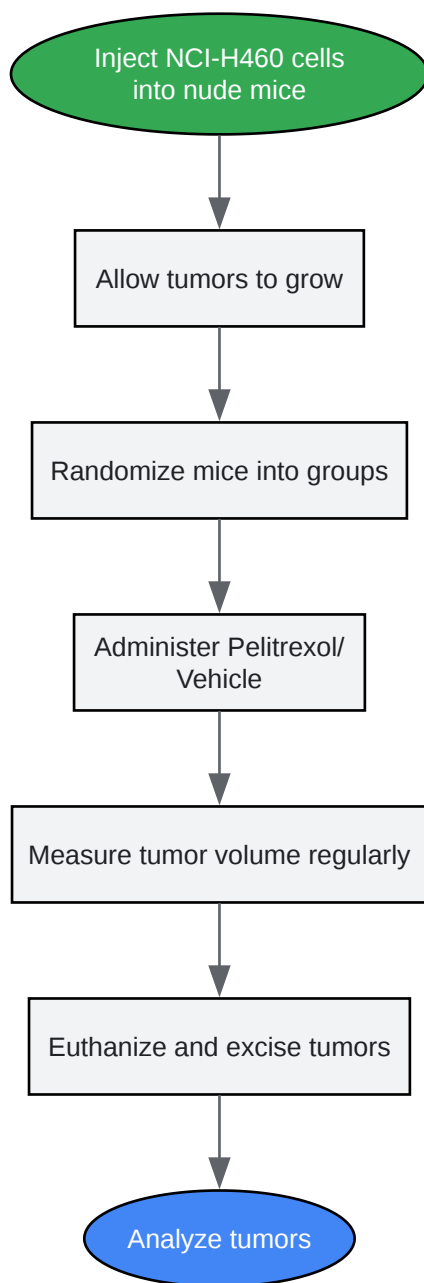 Inject NCI-H460 cells
into nude mice
Allow tumors to grow
Randomize mice into groups
Administer Pelitrexol/
Vehicle
Measure tumor volume regularly
Euthanize and excise tumors
Analyze tumors